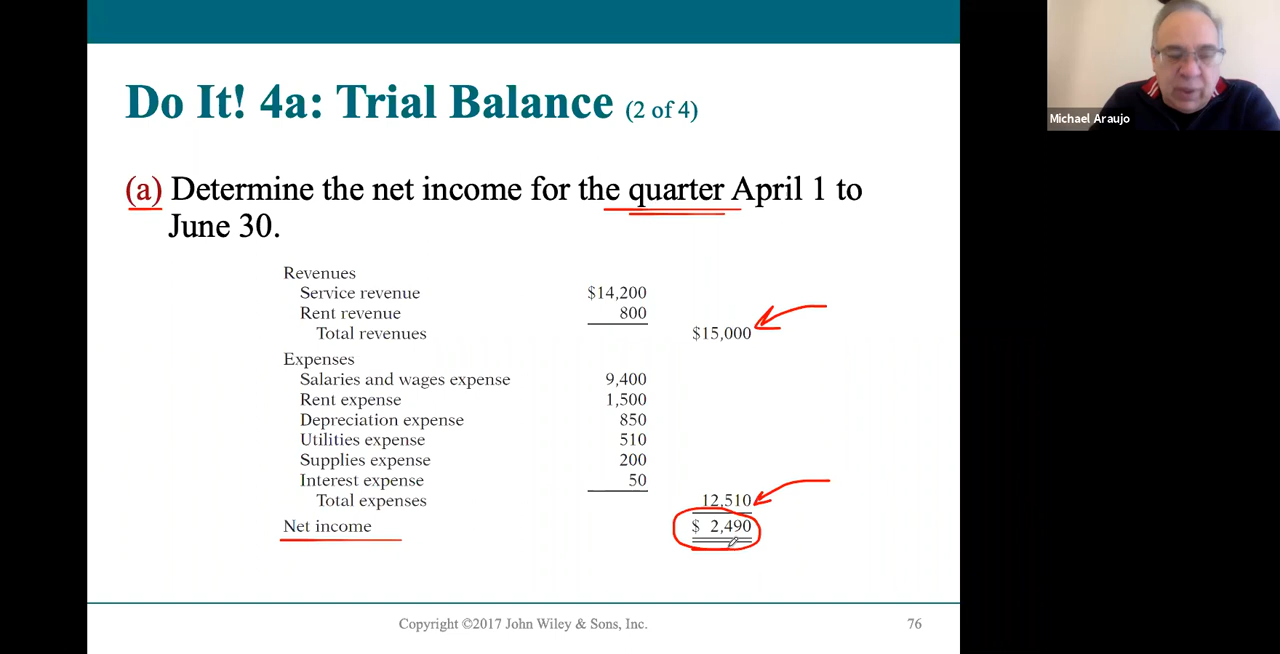 Do It! 4a: Trial Balance (2 of 4)
Michael Araujo
(a) Determine the net income for the quarter April 1 to
June 30.
Revenues
Service revenue $14,200
Rent revenue 800
Total revenues $15,000
Expenses
Salaries and wages expense 9,400
Rent expense 1,500
Depreciation expense 850
Utilities expense 510
Supplies expense 200
Interest expense 50
Total expenses 12,510
Net income $ 2,490
Copyright ©2017 John Wiley & Sons, Inc. 76